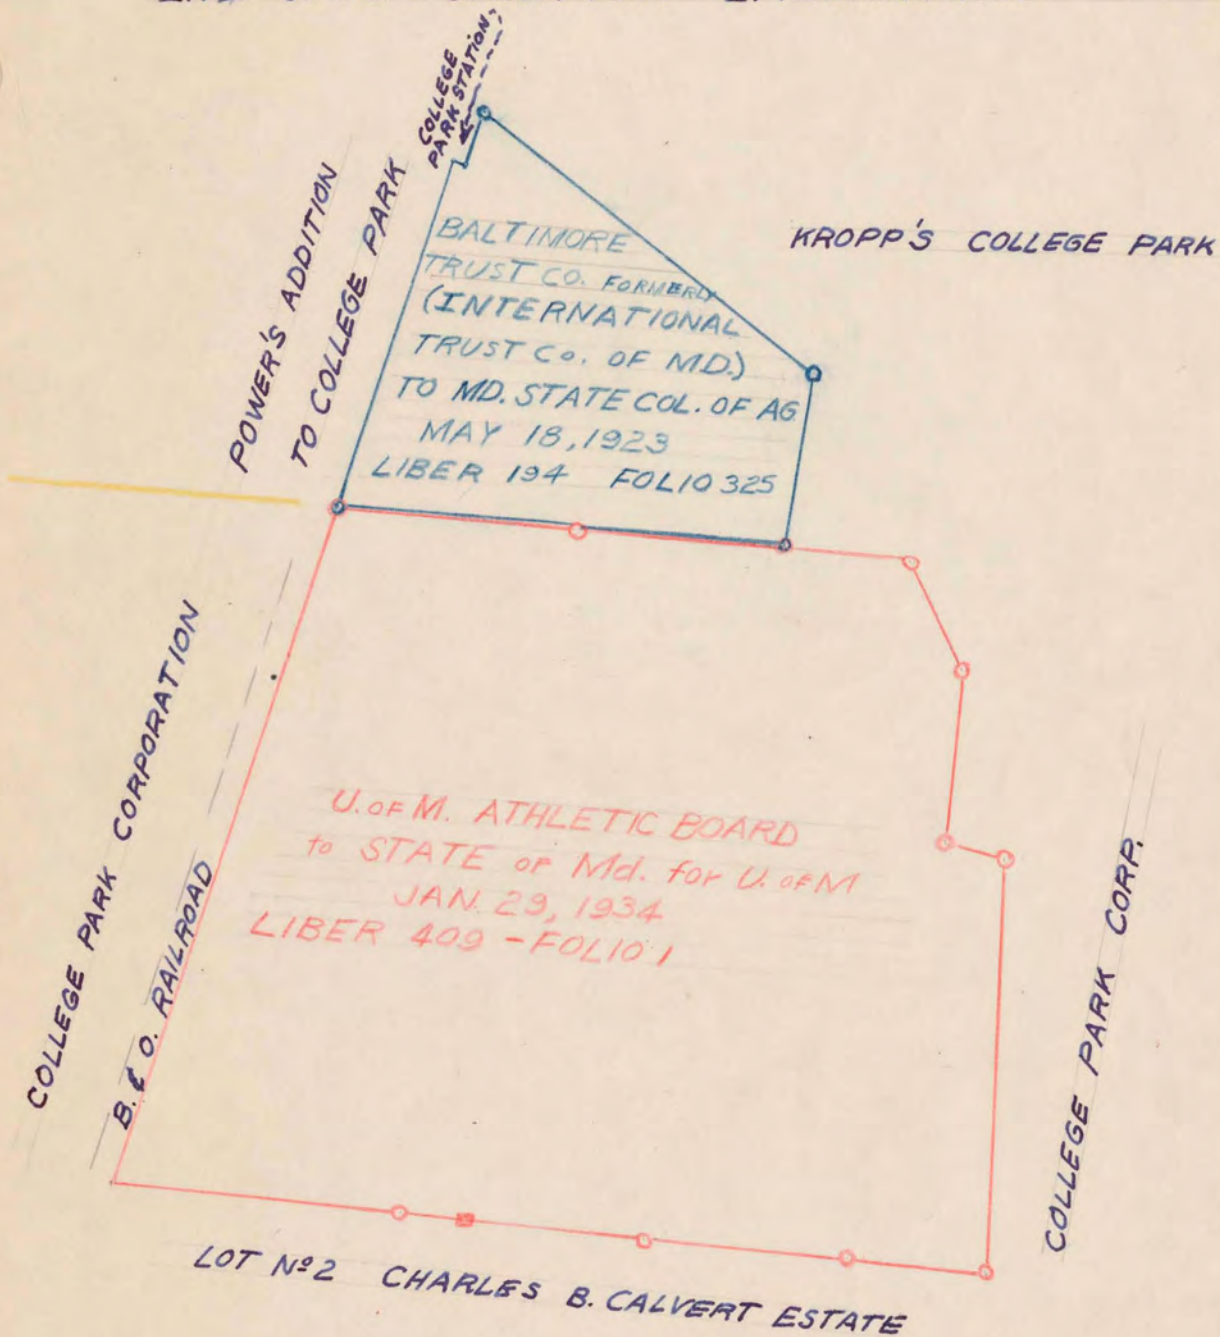 COLLEGE
PARK STATION
POWER'S ADDITION
TO COLLEGE PARK
KROPP'S COLLEGE PARK
BALTIMORE
TRUST CO. FORMERLY
(INTERNATIONAL
TRUST Co. OF MD.)
TO MD. STATE COL. OF AG
MAY 18, 1923
LIBER 194 FOLIO 325
COLLEGE PARK CORPORATION
B. & O. RAILROAD
U. OF M. ATHLETIC BOARD
to STATE OF Md. for U. OF M
JAN. 29, 1934
LIBER 409 - FOLIO 1
COLLEGE PARK CORP.
LOT Nº2 CHARLES B. CALVERT ESTATE